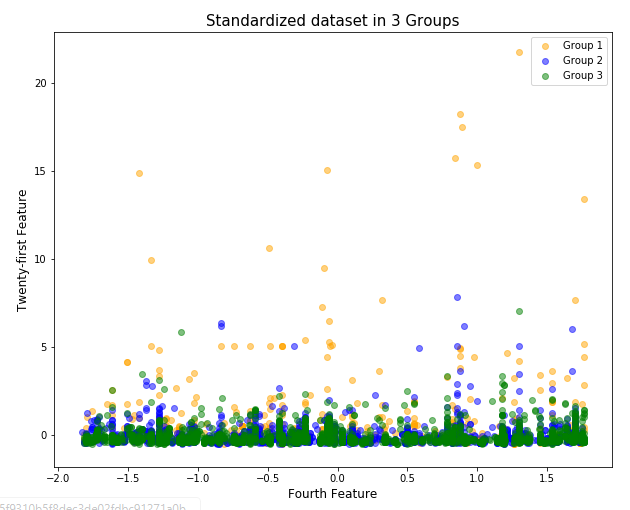 Standardized dataset in 3 Groups
Group 1
Group 2
Group 3
20
15
10
5
0
Twenty-first Feature
−2.0 −1.5 −1.0 −0.5 0.0 0.5 1.0 1.5
Fourth Feature